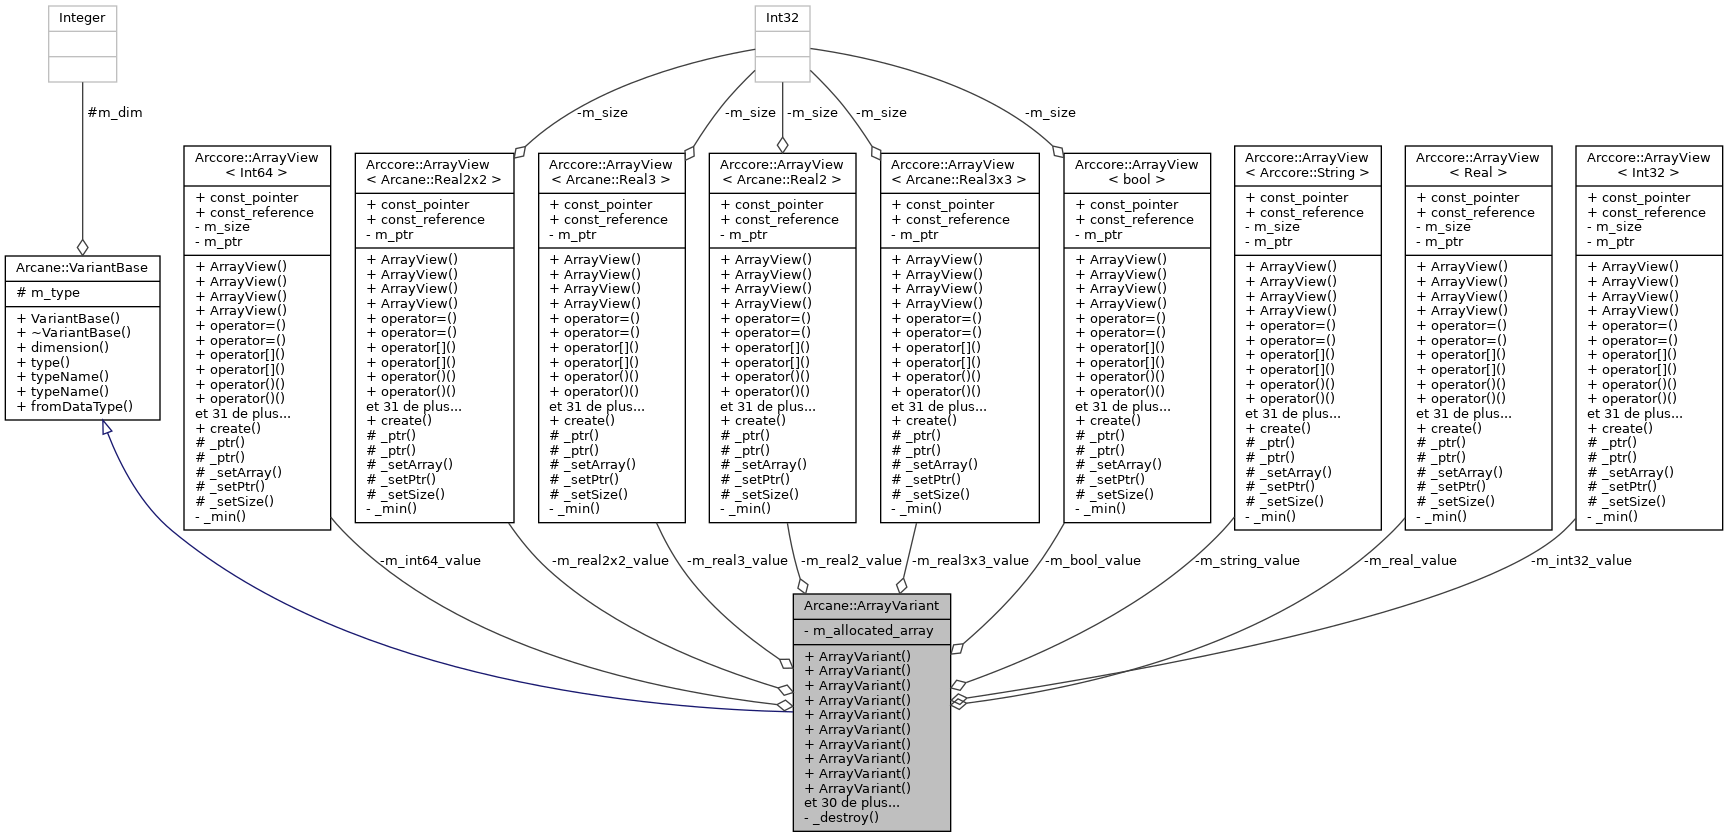 Integer
Int32
#m_dim
-m_size
-m_size
-m_size
-m_size
-m_size
Arcane::VariantBase
# m_type
+ VariantBase()
+ ~VariantBase()
+ dimension()
+ type()
+ typeName()
+ typeName()
+ fromDataType()
Arccore::ArrayView
< Int64 >
+ const_pointer
+ const_reference
- m_size
- m_ptr
+ ArrayView()
+ ArrayView()
+ ArrayView()
+ ArrayView()
+ operator=()
+ operator=()
+ operator[]()
+ operator[]()
+ operator()()
+ operator()()
et 31 de plus...
+ create()
# _ptr()
# _ptr()
# _setArray()
# _setPtr()
# _setSize()
- _min()
Arccore::ArrayView
< Arcane::Real2x2 >
+ const_pointer
+ const_reference
- m_ptr
+ ArrayView()
+ ArrayView()
+ ArrayView()
+ ArrayView()
+ operator=()
+ operator=()
+ operator[]()
+ operator[]()
+ operator()()
+ operator()()
et 31 de plus...
+ create()
# _ptr()
# _ptr()
# _setArray()
# _setPtr()
# _setSize()
- _min()
Arccore::ArrayView
< Arcane::Real3 >
+ const_pointer
+ const_reference
- m_ptr
+ ArrayView()
+ ArrayView()
+ ArrayView()
+ ArrayView()
+ operator=()
+ operator=()
+ operator[]()
+ operator[]()
+ operator()()
+ operator()()
et 31 de plus...
+ create()
# _ptr()
# _ptr()
# _setArray()
# _setPtr()
# _setSize()
- _min()
Arccore::ArrayView
< Arcane::Real2 >
+ const_pointer
+ const_reference
- m_ptr
+ ArrayView()
+ ArrayView()
+ ArrayView()
+ ArrayView()
+ operator=()
+ operator=()
+ operator[]()
+ operator[]()
+ operator()()
+ operator()()
et 31 de plus...
+ create()
# _ptr()
# _ptr()
# _setArray()
# _setPtr()
# _setSize()
- _min()
Arccore::ArrayView
< Arcane::Real3x3 >
+ const_pointer
+ const_reference
- m_ptr
+ ArrayView()
+ ArrayView()
+ ArrayView()
+ ArrayView()
+ operator=()
+ operator=()
+ operator[]()
+ operator[]()
+ operator()()
+ operator()()
et 31 de plus...
+ create()
# _ptr()
# _ptr()
# _setArray()
# _setPtr()
# _setSize()
- _min()
Arccore::ArrayView
< bool >
+ const_pointer
+ const_reference
- m_ptr
+ ArrayView()
+ ArrayView()
+ ArrayView()
+ ArrayView()
+ operator=()
+ operator=()
+ operator[]()
+ operator[]()
+ operator()()
+ operator()()
et 31 de plus...
+ create()
# _ptr()
# _ptr()
# _setArray()
# _setPtr()
# _setSize()
- _min()
Arccore::ArrayView
< Arccore::String >
+ const_pointer
+ const_reference
- m_size
- m_ptr
+ ArrayView()
+ ArrayView()
+ ArrayView()
+ ArrayView()
+ operator=()
+ operator=()
+ operator[]()
+ operator[]()
+ operator()()
+ operator()()
et 31 de plus...
+ create()
# _ptr()
# _ptr()
# _setArray()
# _setPtr()
# _setSize()
- _min()
Arccore::ArrayView
< Real >
+ const_pointer
+ const_reference
- m_size
- m_ptr
+ ArrayView()
+ ArrayView()
+ ArrayView()
+ ArrayView()
+ operator=()
+ operator=()
+ operator[]()
+ operator[]()
+ operator()()
+ operator()()
et 31 de plus...
+ create()
# _ptr()
# _ptr()
# _setArray()
# _setPtr()
# _setSize()
- _min()
Arccore::ArrayView
< Int32 >
+ const_pointer
+ const_reference
- m_size
- m_ptr
+ ArrayView()
+ ArrayView()
+ ArrayView()
+ ArrayView()
+ operator=()
+ operator=()
+ operator[]()
+ operator[]()
+ operator()()
+ operator()()
et 31 de plus...
+ create()
# _ptr()
# _ptr()
# _setArray()
# _setPtr()
# _setSize()
- _min()
-m_int64_value
-m_real2x2_value
-m_real3_value
-m_real2_value
-m_real3x3_value
-m_bool_value
-m_string_value
-m_real_value
-m_int32_value
Arcane::ArrayVariant
- m_allocated_array
+ ArrayVariant()
+ ArrayVariant()
+ ArrayVariant()
+ ArrayVariant()
+ ArrayVariant()
+ ArrayVariant()
+ ArrayVariant()
+ ArrayVariant()
+ ArrayVariant()
+ ArrayVariant()
et 30 de plus...
- _destroy()